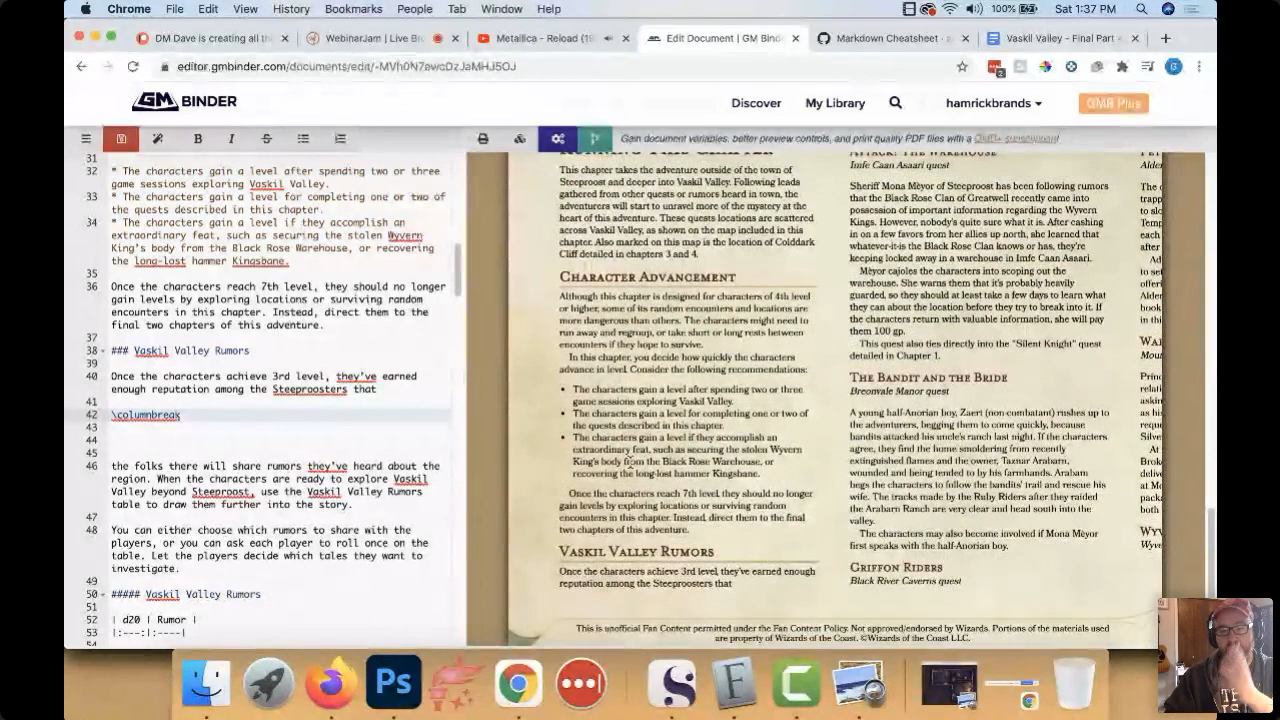 Chrome File Edit View History Bookmarks People Tab Window Help 100% Sat 1:37 PM
DM Dave is creating all th
WebinarJam | Live Br
Metallica - Reload (19
Edit Document | GM Bind
Markdown Cheatsheet
Vaskil Valley - Final Part
editor.gmbinder.com/documents/edit/-MVh0N7awcDzJaMHJ5OJ
GM BINDER
Discover My Library hamrickbrands
B I S
Gain document variables, better preview controls, and print quality PDF files with a
31
32 * The characters gain a level after spending two or three
game sessions exploring Vaskil Valley.
33 * The characters gain a level for completing one or two of
the quests described in this chapter.
34 * The characters gain a level if they accomplish an
extraordinary feat, such as securing the stolen Wyvern
King's body from the Black Rose Warehouse, or recovering
the long-lost hammer Kingsbane.
35
36 Once the characters reach 7th level, they should no longer
gain levels by exploring locations or surviving random
encounters in this chapter. Instead, direct them to the
final two chapters of this adventure.
37
38 ### Vaskil Valley Rumors
39
40 Once the characters achieve 3rd level, they've earned
enough reputation among the Steeproosters that
41
42 \columnbreak
43
44
45
46 the folks there will share rumors they've heard about the
region. When the characters are ready to explore Vaskil
Valley beyond Steeproost, use the Vaskil Valley Rumors
table to draw them further into the story.
47
48 You can either choose which rumors to share with the
players, or you can ask each player to roll once on the
table. Let the players decide which tales they want to
investigate.
49
50 ##### Vaskil Valley Rumors
51
52 | d20 | Rumor |
53 |:---:|:----|
This chapter takes the adventure outside of the town of
Steeproost and deeper into Vaskil Valley. Following leads
gathered from other quests or rumors heard in town, the
adventurers will start to unravel more of the mystery at the
heart of this adventure. These quests locations are scattered
across Vaskil Valley, as shown on the map included in this
chapter. Also marked on this map is the location of Colddark
Cliff detailed in chapters 3 and 4.
Character Advancement
Although this chapter is designed for characters of 4th level
or higher, some of its random encounters and locations are
more dangerous than others. The characters might need to
run away and regroup, or take short or long rests between
encounters if they hope to survive.
In this chapter, you decide how quickly the characters
advance in level. Consider the following recommendations:
• The characters gain a level after spending two or three
game sessions exploring Vaskil Valley.
• The characters gain a level for completing one or two of
the quests described in this chapter.
• The characters gain a level if they accomplish an
extraordinary feat, such as securing the stolen Wyvern
King's body from the Black Rose Warehouse, or
recovering the long-lost hammer Kingsbane.
Once the characters reach 7th level, they should no longer
gain levels by exploring locations or surviving random
encounters in this chapter. Instead, direct them to the final
two chapters of this adventure.
Vaskil Valley Rumors
Once the characters achieve 3rd level, they've earned enough
reputation among the Steeproosters that
Attack: The Warehouse
Imfe Caan Asaari quest
Sheriff Mona Mèyor of Steeproost has been following rumors
that the Black Rose Clan of Greatwell recently came into
possession of important information regarding the Wyvern
Kings. However, nobody's quite sure what it is. After cashing
in on a few favors from her allies up north, she learned that
whatever-it-is the Black Rose Clan knows or has, they're
keeping locked away in a warehouse in Imfe Caan Asaari.
Mèyor cajoles the characters into scoping out the
warehouse. She warns them that it's probably heavily
guarded, so they should at least take a few days to learn what
they can about the location before they try to break into it. If
the characters return with valuable information, she will pay
them 100 gp.
This quest also ties directly into the "Silent Knight" quest
detailed in Chapter 1.
The Bandit and the Bride
Breonvale Manor quest
A young half-Anorian boy, Zaert (non combatant) rushes up to
the adventurers, begging them to come quickly, because
bandits attacked his uncle's ranch last night. If the characters
agree, they find the home smoldering from recently
extinguished flames and the owner, Tazmar Arabam,
wounded and being tended to by his farmhands. Arabam
begs the characters to follow the bandits' trail and rescue his
wife. The tracks made by the Ruby Riders after they raided
the Arabam Ranch are very clear and head south into the
valley.
The characters may also become involved if Mona Mèyor
first speaks with the half-Anorian boy.
Griffon Riders
Black River Caverns quest
This is unofficial Fan Content permitted under the Fan Content Policy. Not approved/endorsed by Wizards. Portions of the materials used
are property of Wizards of the Coast. ©Wizards of the Coast LLC.
Ps